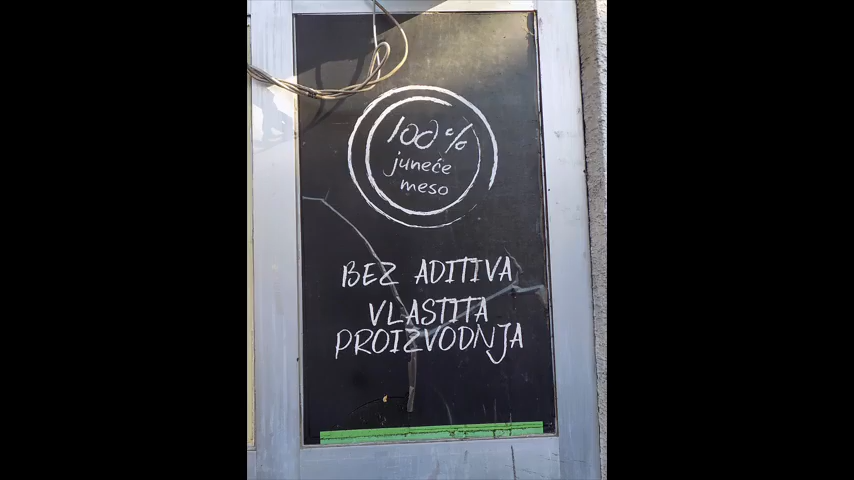 100%
juneće
meso
BEZ ADITIVA
VLASTITA
PROIZVODNJA